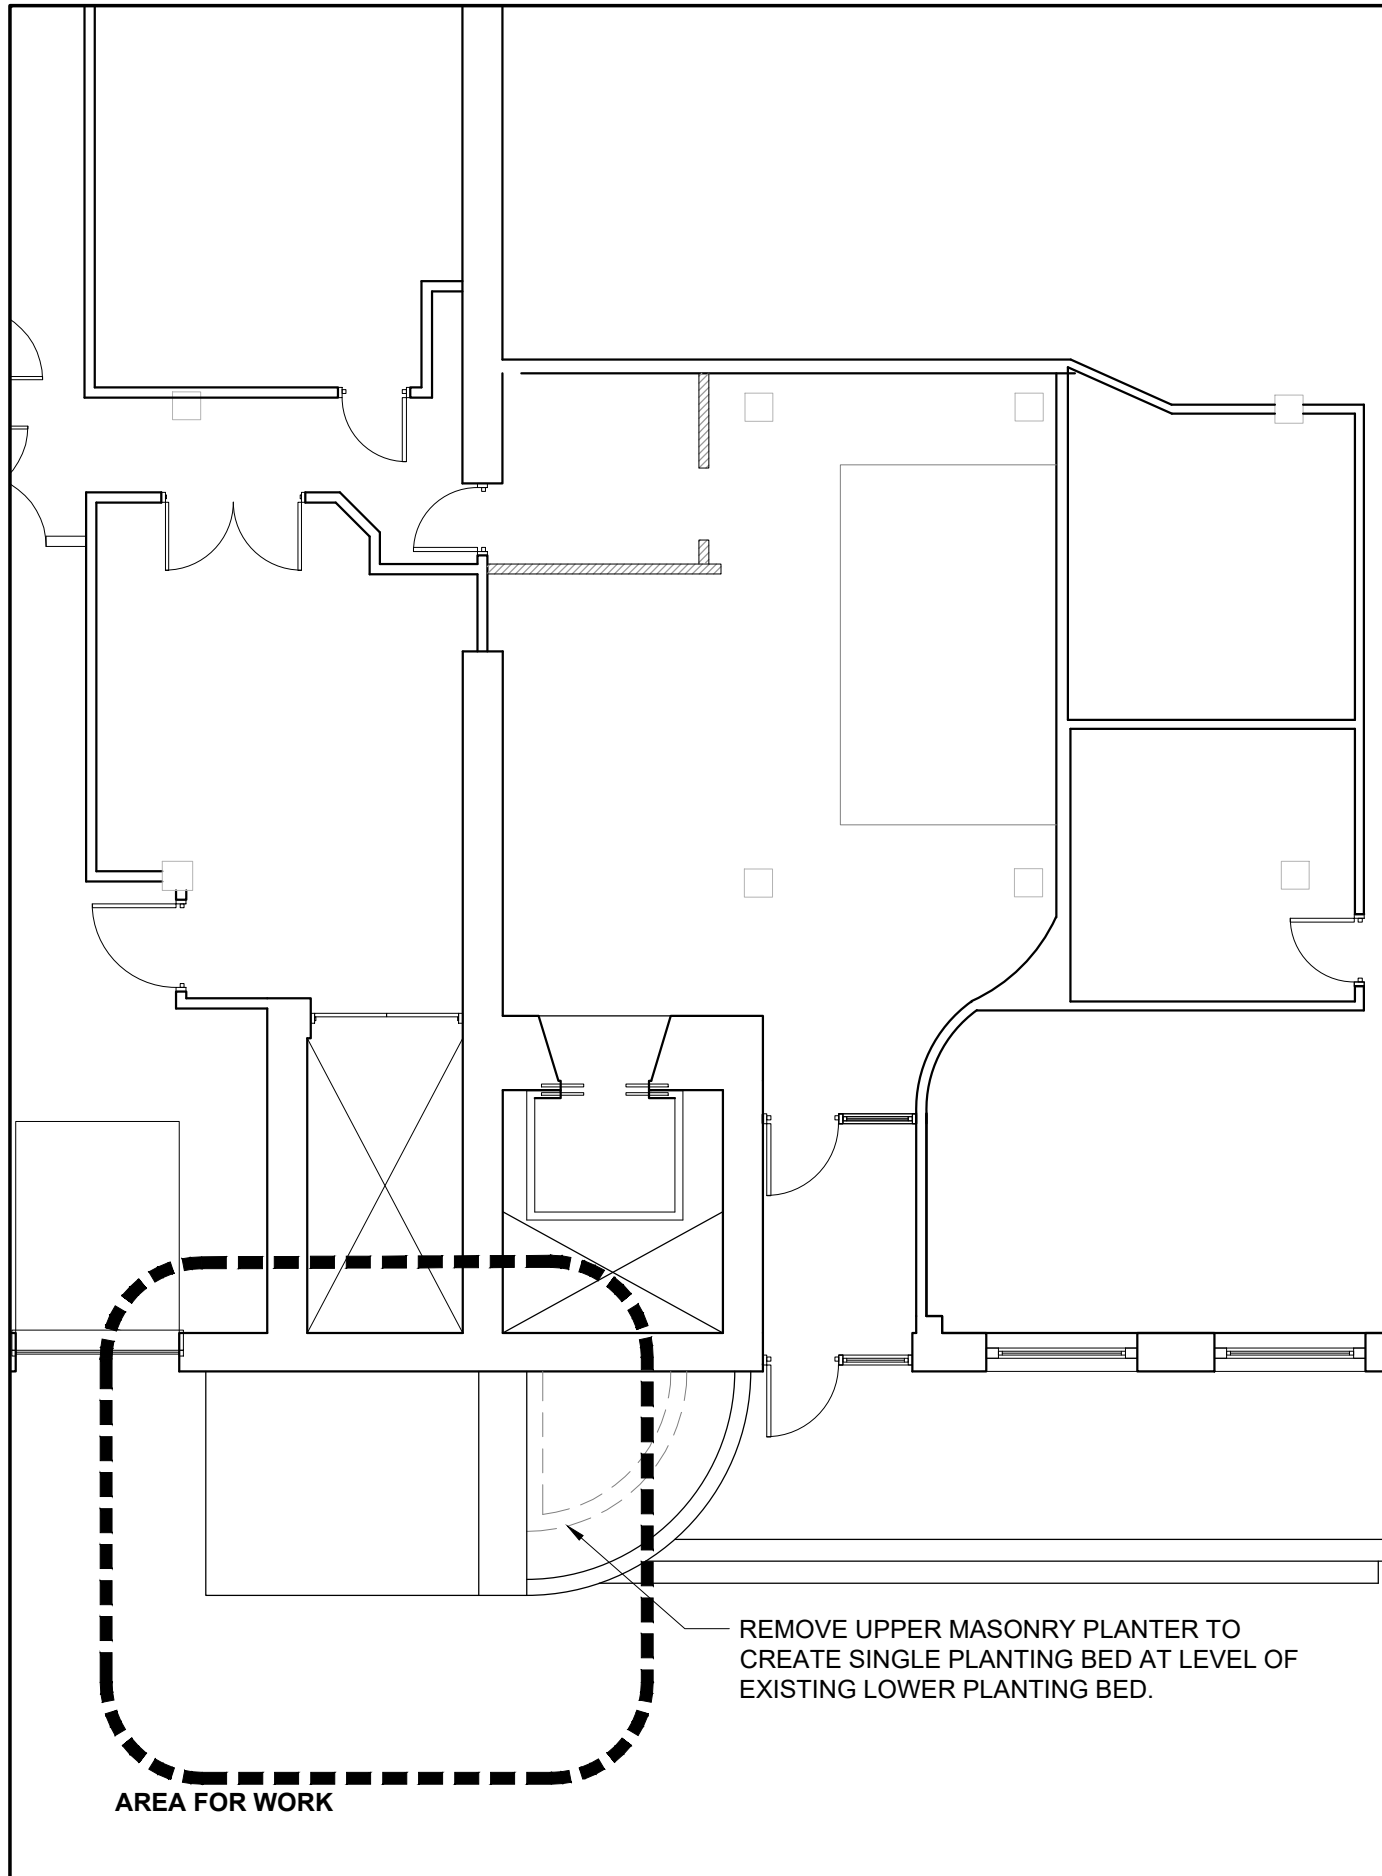 REMOVE UPPER MASONRY PLANTER TO
CREATE SINGLE PLANTING BED AT LEVEL OF
EXISTING LOWER PLANTING BED.
AREA FOR WORK